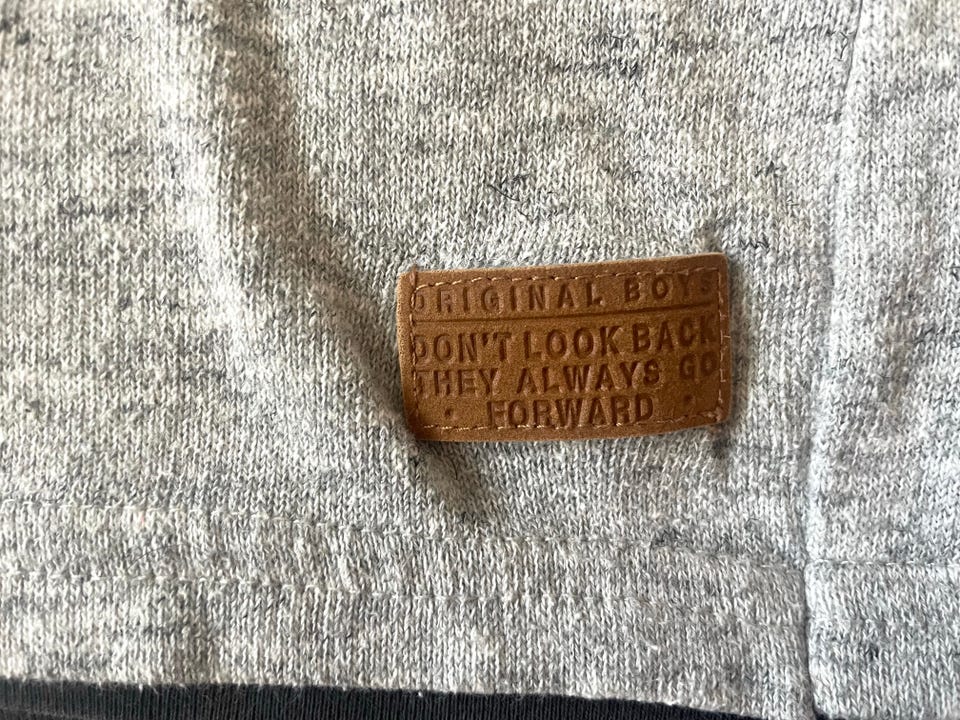 ORIGINAL BOYS
DON'T LOOK BACK
THEY ALWAYS GO
· FORWARD ·